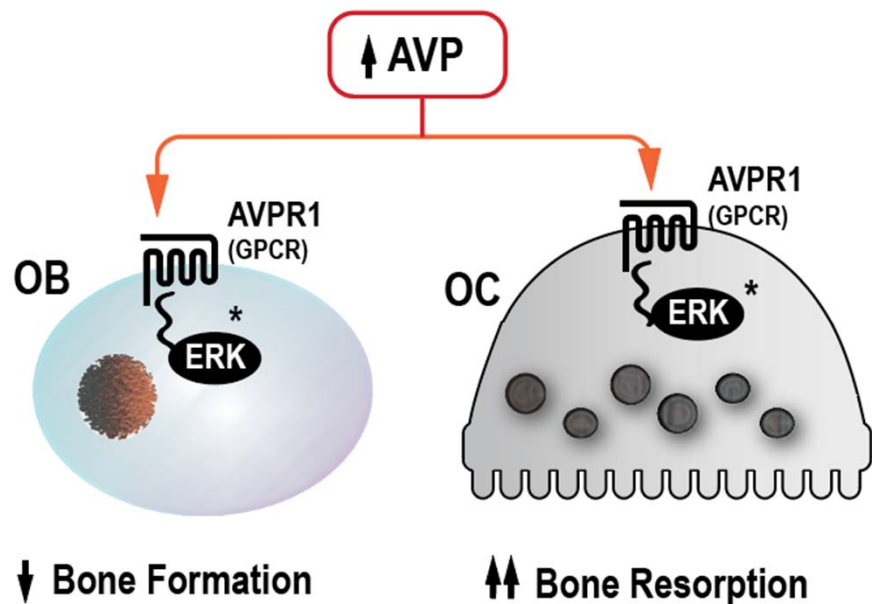 ↑ AVP
AVPR1
(GPCR)
OB
*
ERK
AVPR1
(GPCR)
OC
*
ERK
↓ Bone Formation
↑↑ Bone Resorption